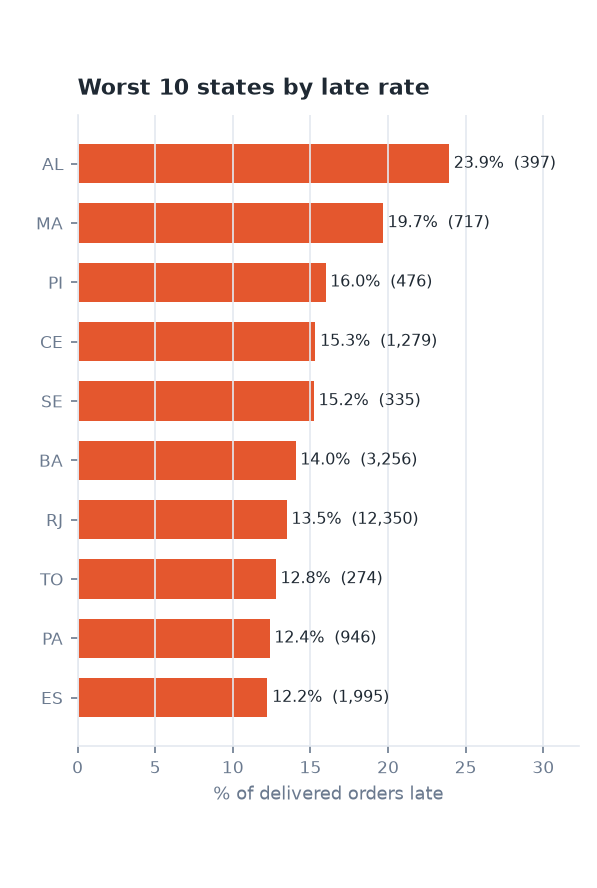 Worst 10 states by late rate
AL 23.9% (397)
MA 19.7% (717)
PI 16.0% (476)
CE 15.3% (1,279)
SE 15.2% (335)
BA 14.0% (3,256)
RJ 13.5% (12,350)
TO 12.8% (274)
PA 12.4% (946)
ES 12.2% (1,995)
0 5 10 15 20 25 30
% of delivered orders late